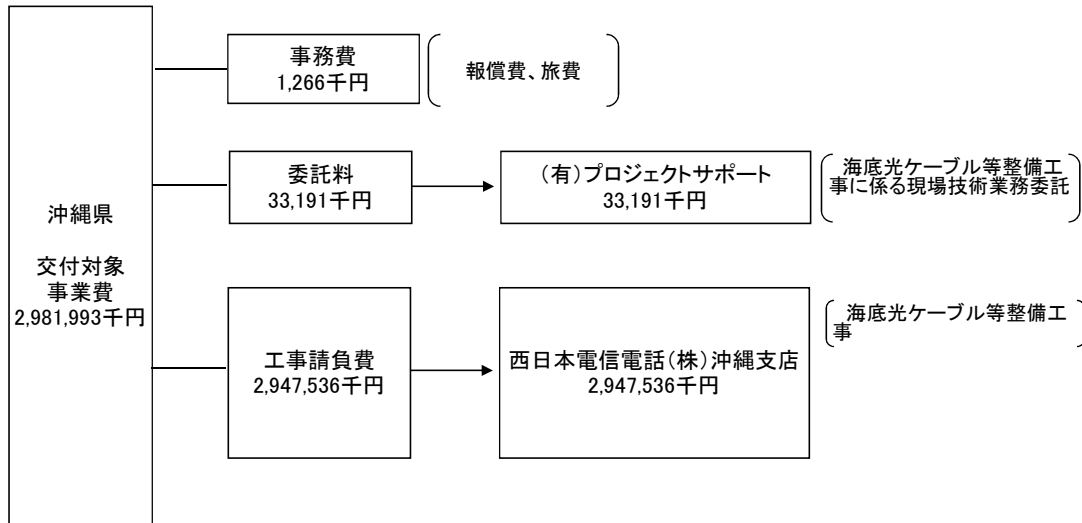 沖縄県
交付対象
事業費
2,981,993千円
事務費
1,266千円
報償費、旅費
委託料
33,191千円
（有）プロジェクトサポート
33,191千円
海底光ケーブル等整備工
事に係る現場技術業務委託
工事請負費
2,947,536千円
西日本電信電話（株）沖縄支店
2,947,536千円
海底光ケーブル等整備工
事